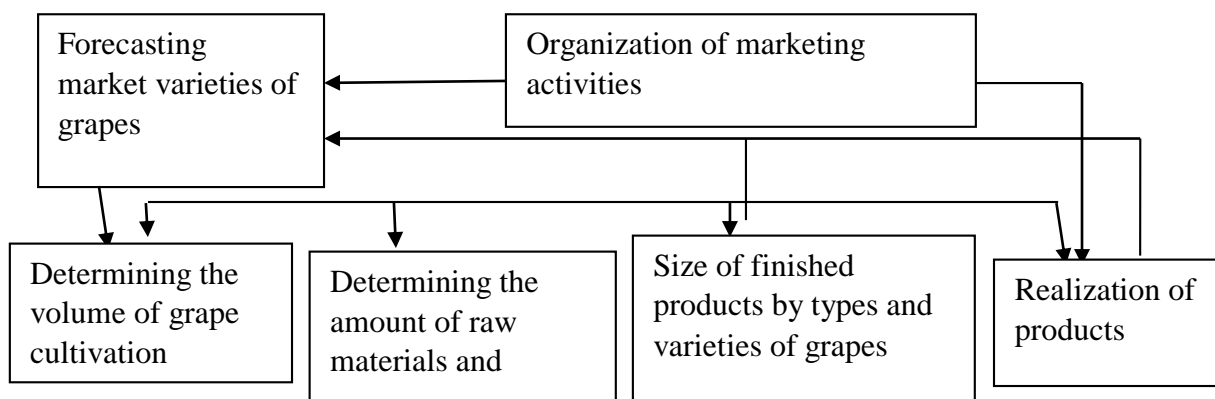 Forecasting
market varieties of
grapes
Organization of marketing
activities
Determining the
volume of grape
cultivation
Determining the
amount of raw
materials and
Size of finished
products by types and
varieties of grapes
Realization of
products